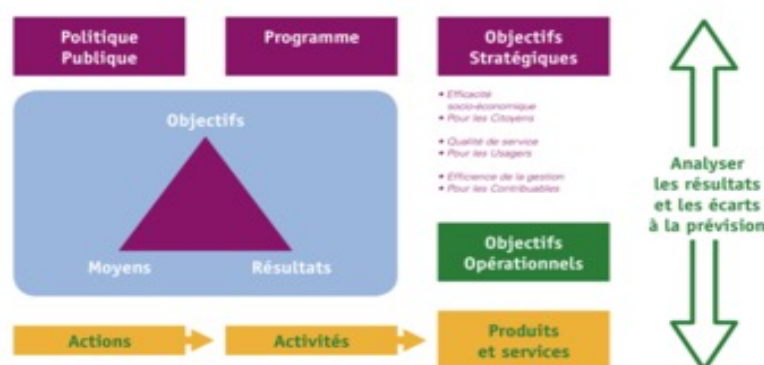 Politique
Publique
Programme
Objectifs
Stratégiques
• Efficacité
socio-économique
• Pour les Citoyens
• Qualité de service
• Pour les Usagers
• Efficience de la gestion
• Pour les Contribuables
Objectifs
Moyens
Résultats
Objectifs
Opérationnels
Actions
Activités
Produits
et services
Analyser
les résultats
et les écarts
à la prévision